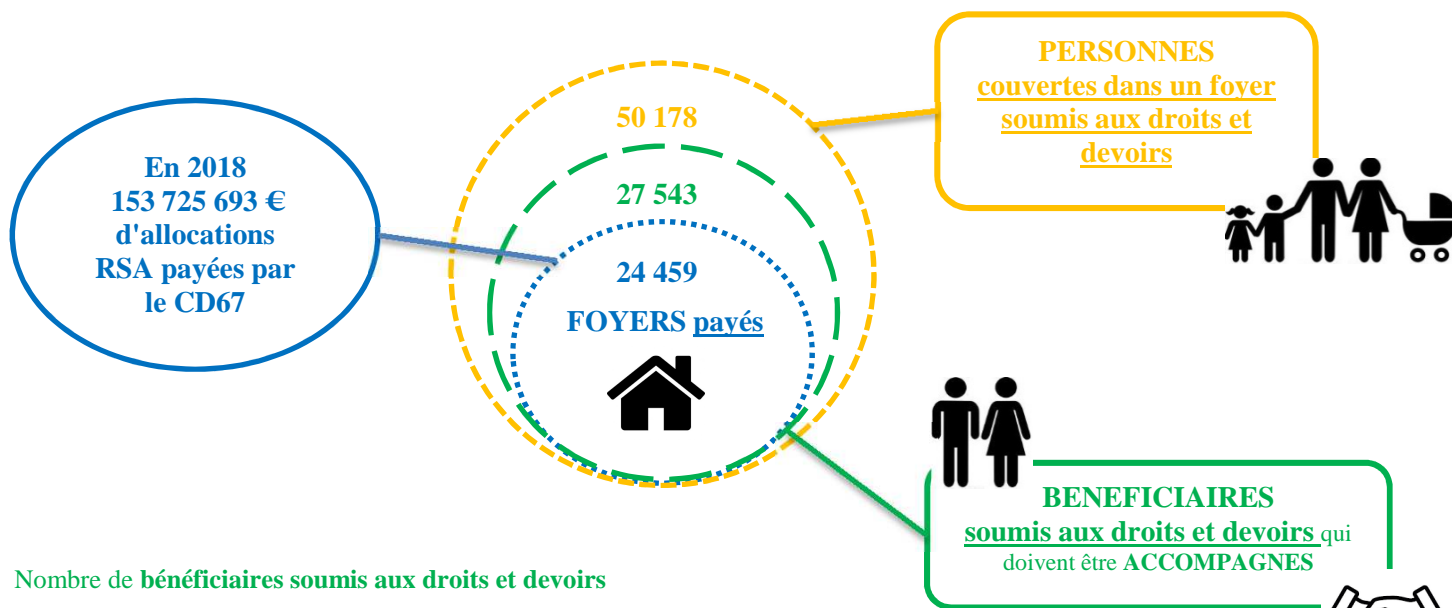 En 2018
153 725 693 €
d'allocations
RSA payées par
le CD67
50 178
27 543
24 459
FOYERS payés
PERSONNES
couvertes dans un foyer
soumis aux droits et
devoirs
BENEFICIAIRES
soumis aux droits et devoirs qui
doivent être ACCOMPAGNES
Nombre de bénéficiaires soumis aux droits et devoirs